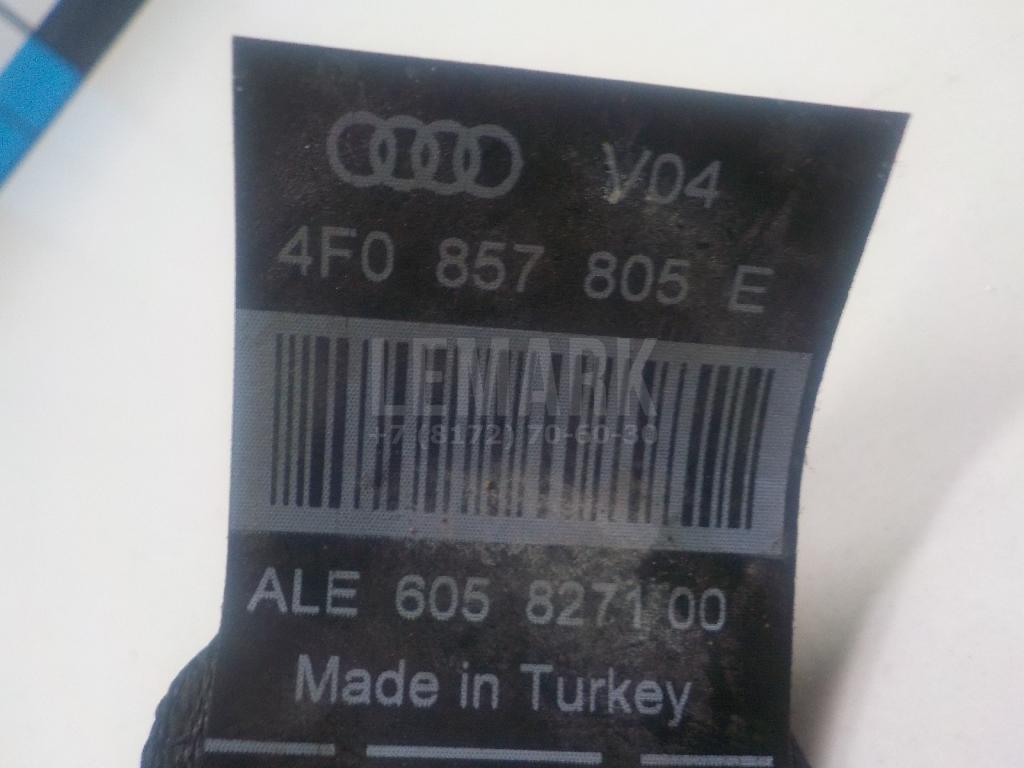 V04
4F0 857 805 E
LEMARK
+7 (8172) 70-60-30
ALE 605 8271 00
Made in Turkey